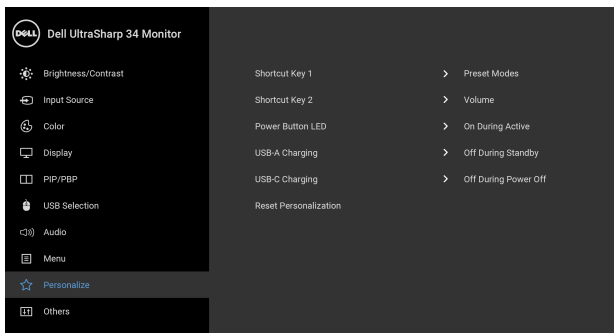 DELL Dell UltraSharp 34 Monitor
Brightness/Contrast
Input Source
Color
Display
PIP/PBP
USB Selection
Audio
Menu
Personalize
Others
Shortcut Key 1 > Preset Modes
Shortcut Key 2 > Volume
Power Button LED > On During Active
USB-A Charging > Off During Standby
USB-C Charging > Off During Power Off
Reset Personalization